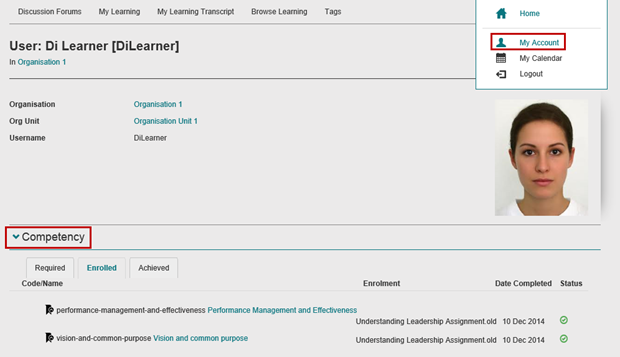 Discussion Forums My Learning My Learning Transcript Browse Learning Tags
Home
My Account
My Calendar
Logout
User: Di Learner [DiLearner]
In Organisation 1
Organisation Organisation 1
Org Unit Organisation Unit 1
Username DiLearner
Competency
Required Enrolled Achieved
Code/Name Enrolment Date Completed Status
performance-management-and-effectiveness Performance Management and Effectiveness
Understanding Leadership Assignment.old 10 Dec 2014
vision-and-common-purpose Vision and common purpose
Understanding Leadership Assignment.old 10 Dec 2014